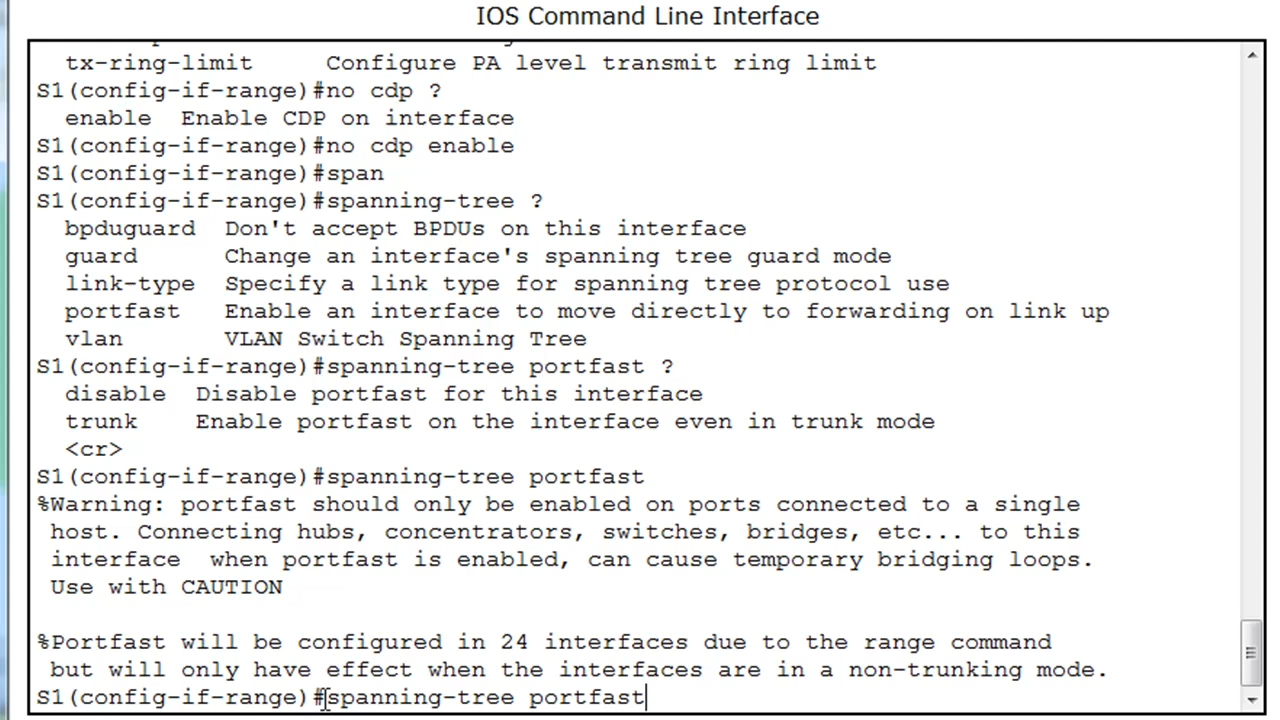 IOS Command Line Interface
tx-ring-limit     Configure PA level transmit ring limit
S1(config-if-range)#no cdp ?
enable  Enable CDP on interface
S1(config-if-range)#no cdp enable
S1(config-if-range)#span
S1(config-if-range)#spanning-tree ?
bpduguard  Don't accept BPDUs on this interface
guard      Change an interface's spanning tree guard mode
link-type  Specify a link type for spanning tree protocol use
portfast   Enable an interface to move directly to forwarding on link up
vlan       VLAN Switch Spanning Tree
S1(config-if-range)#spanning-tree portfast ?
disable  Disable portfast for this interface
trunk    Enable portfast on the interface even in trunk mode
<cr>
S1(config-if-range)#spanning-tree portfast
%Warning: portfast should only be enabled on ports connected to a single
host. Connecting hubs, concentrators, switches, bridges, etc... to this
interface  when portfast is enabled, can cause temporary bridging loops.
Use with CAUTION
%Portfast will be configured in 24 interfaces due to the range command
but will only have effect when the interfaces are in a non-trunking mode.
S1(config-if-range)#spanning-tree portfast